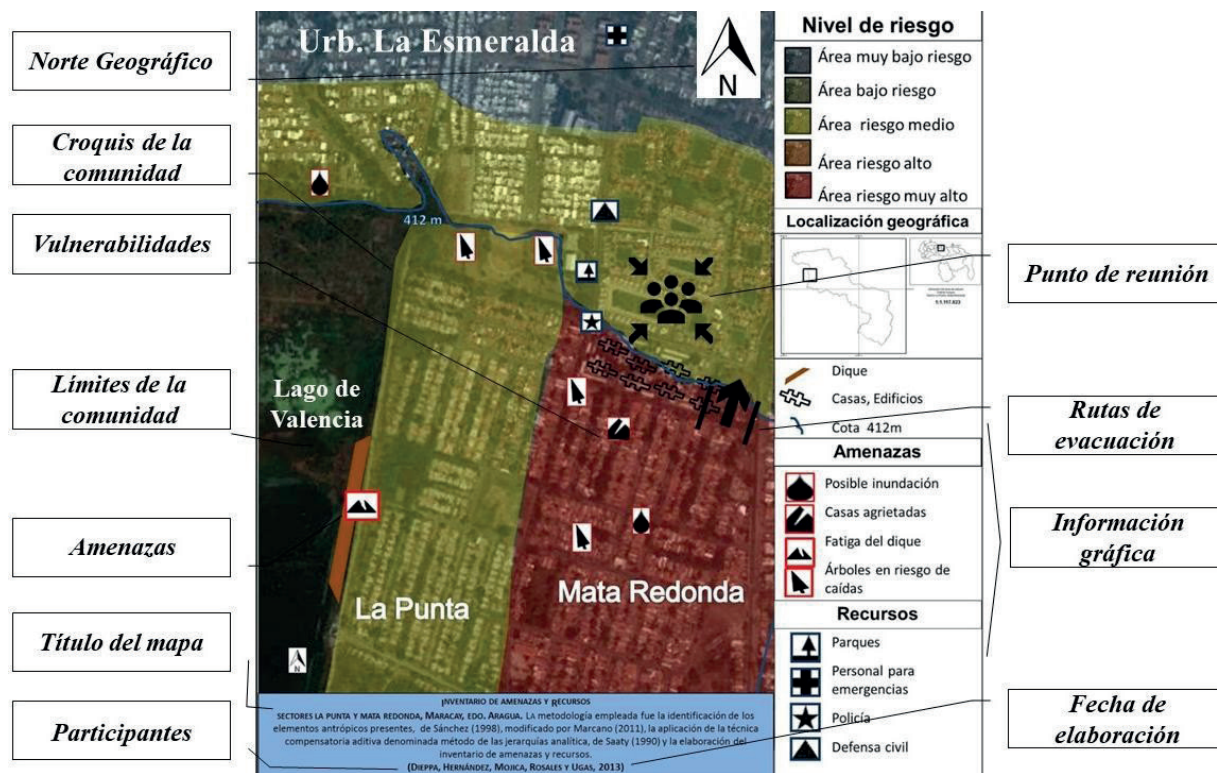 Norte Geográfico
Croquis de la
comunidad
Vulnerabilidades
Límites de la
comunidad
Amenazas
Título del mapa
Participantes
Urb. La Esmeralda
N
412 m
Lago de
Valencia
La Punta
Mata Redonda
N
INVENTARIO DE AMENAZAS Y RECURSOS
SECTORES LA PUNTA Y MATA REDONDA, MARACAY, EDO. ARAGUA. La metodología empleada fue la identificación de los
elementos antrópicos presentes, de Sánchez (1998), modificado por Marcano (2011), la aplicación de la técnica
compensatoria aditiva denominada método de las jerarquías analítica, de Saaty (1990) y la elaboración del
inventario de amenazas y recursos.
(DIEPPA, HERNÁNDEZ, MOJICA, ROSALES Y UGAS, 2013)
Nivel de riesgo
Área muy bajo riesgo
Área bajo riesgo
Área riesgo medio
Área riesgo alto
Área riesgo muy alto
Localización geográfica
Dique
Casas, Edificios
Cota 412m
Amenazas
Posible inundación
Casas agrietadas
Fatiga del dique
Árboles en riesgo de
caídas
Recursos
Parques
Personal para
emergencias
Policía
Defensa civil
Punto de reunión
Rutas de
evacuación
Información
gráfica
Fecha de
elaboración